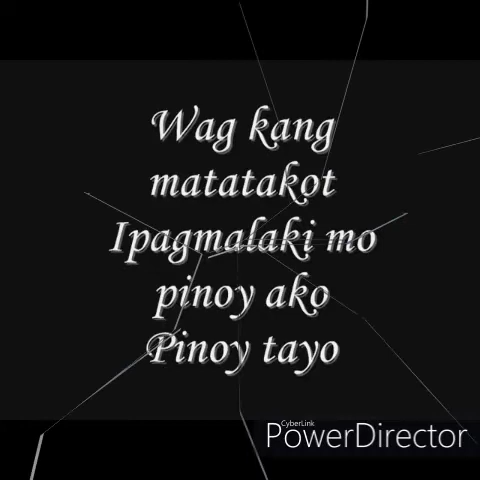 Wag kang
matatakot
Ipagmalaki mo
pinoy ako
Pinoy tayo
CyberLink
PowerDirector